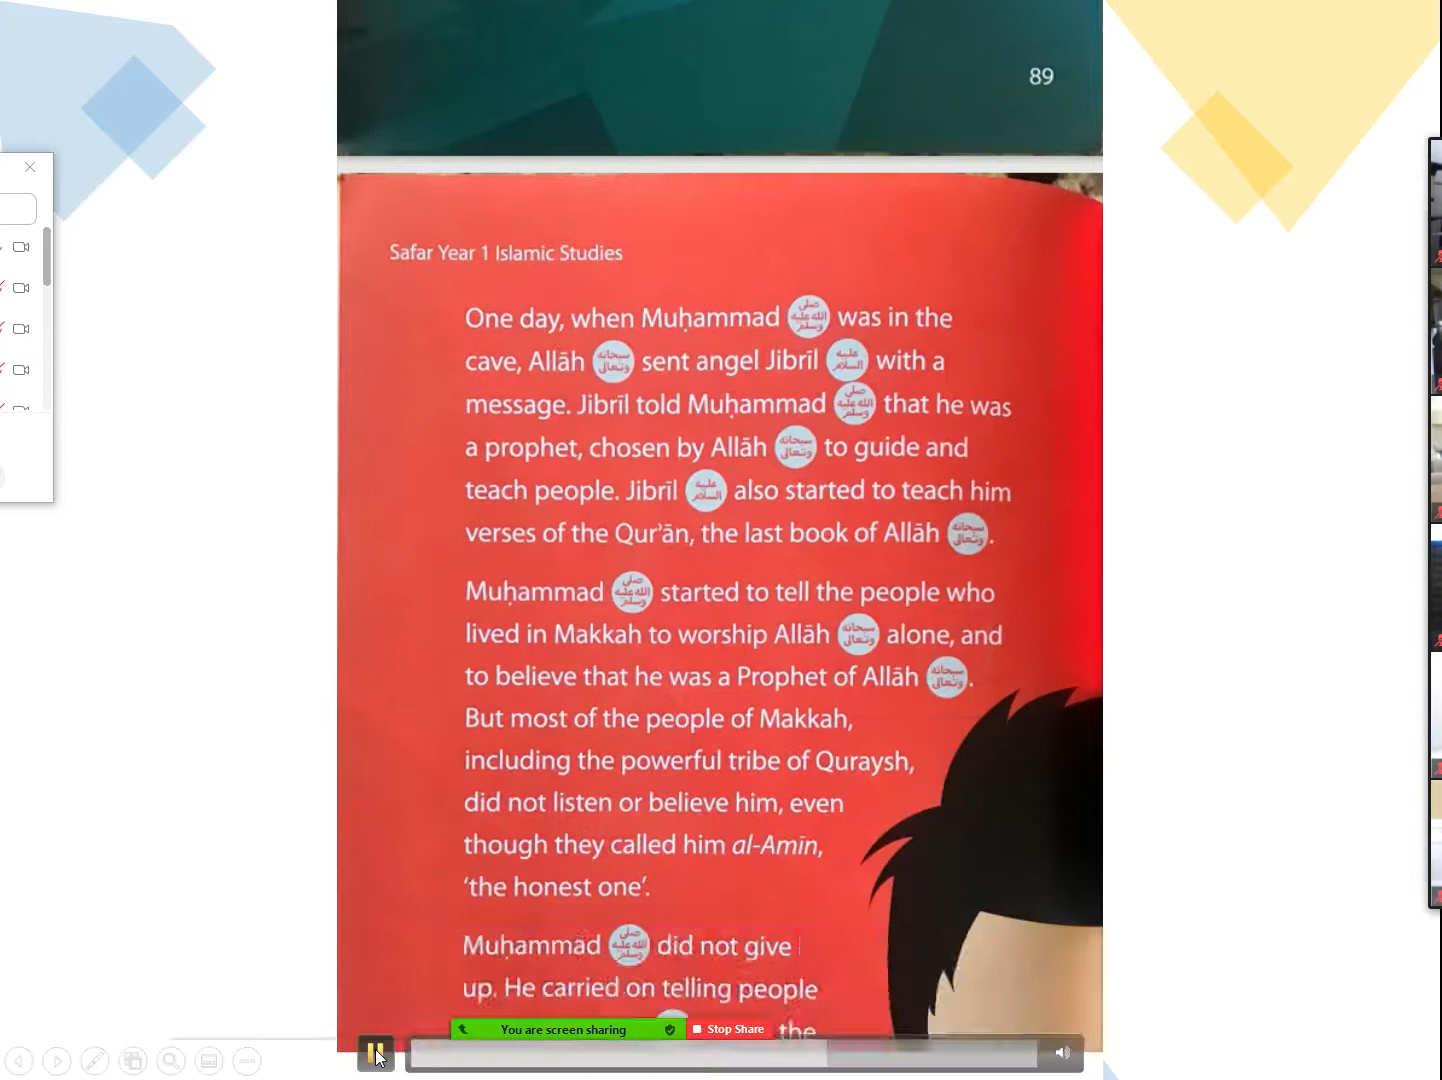 89
Safar Year 1 Islamic Studies
One day, when Muḥammad صلى الله عليه وسلم was in the
cave, Allāh سبحانه وتعالى sent angel Jibrīl عليه السلام with a
message. Jibrīl told Muḥammad صلى الله عليه وسلم that he was
a prophet, chosen by Allāh سبحانه وتعالى to guide and
teach people. Jibrīl عليه السلام also started to teach him
verses of the Qur’ān, the last book of Allāh سبحانه وتعالى.
Muḥammad صلى الله عليه وسلم started to tell the people who
lived in Makkah to worship Allāh سبحانه وتعالى alone, and
to believe that he was a Prophet of Allāh سبحانه وتعالى.
But most of the people of Makkah,
including the powerful tribe of Quraysh,
did not listen or believe him, even
though they called him al-Amīn,
‘the honest one’.
Muḥammad صلى الله عليه وسلم did not give
up. He carried on telling people
the
You are screen sharing
Stop Share